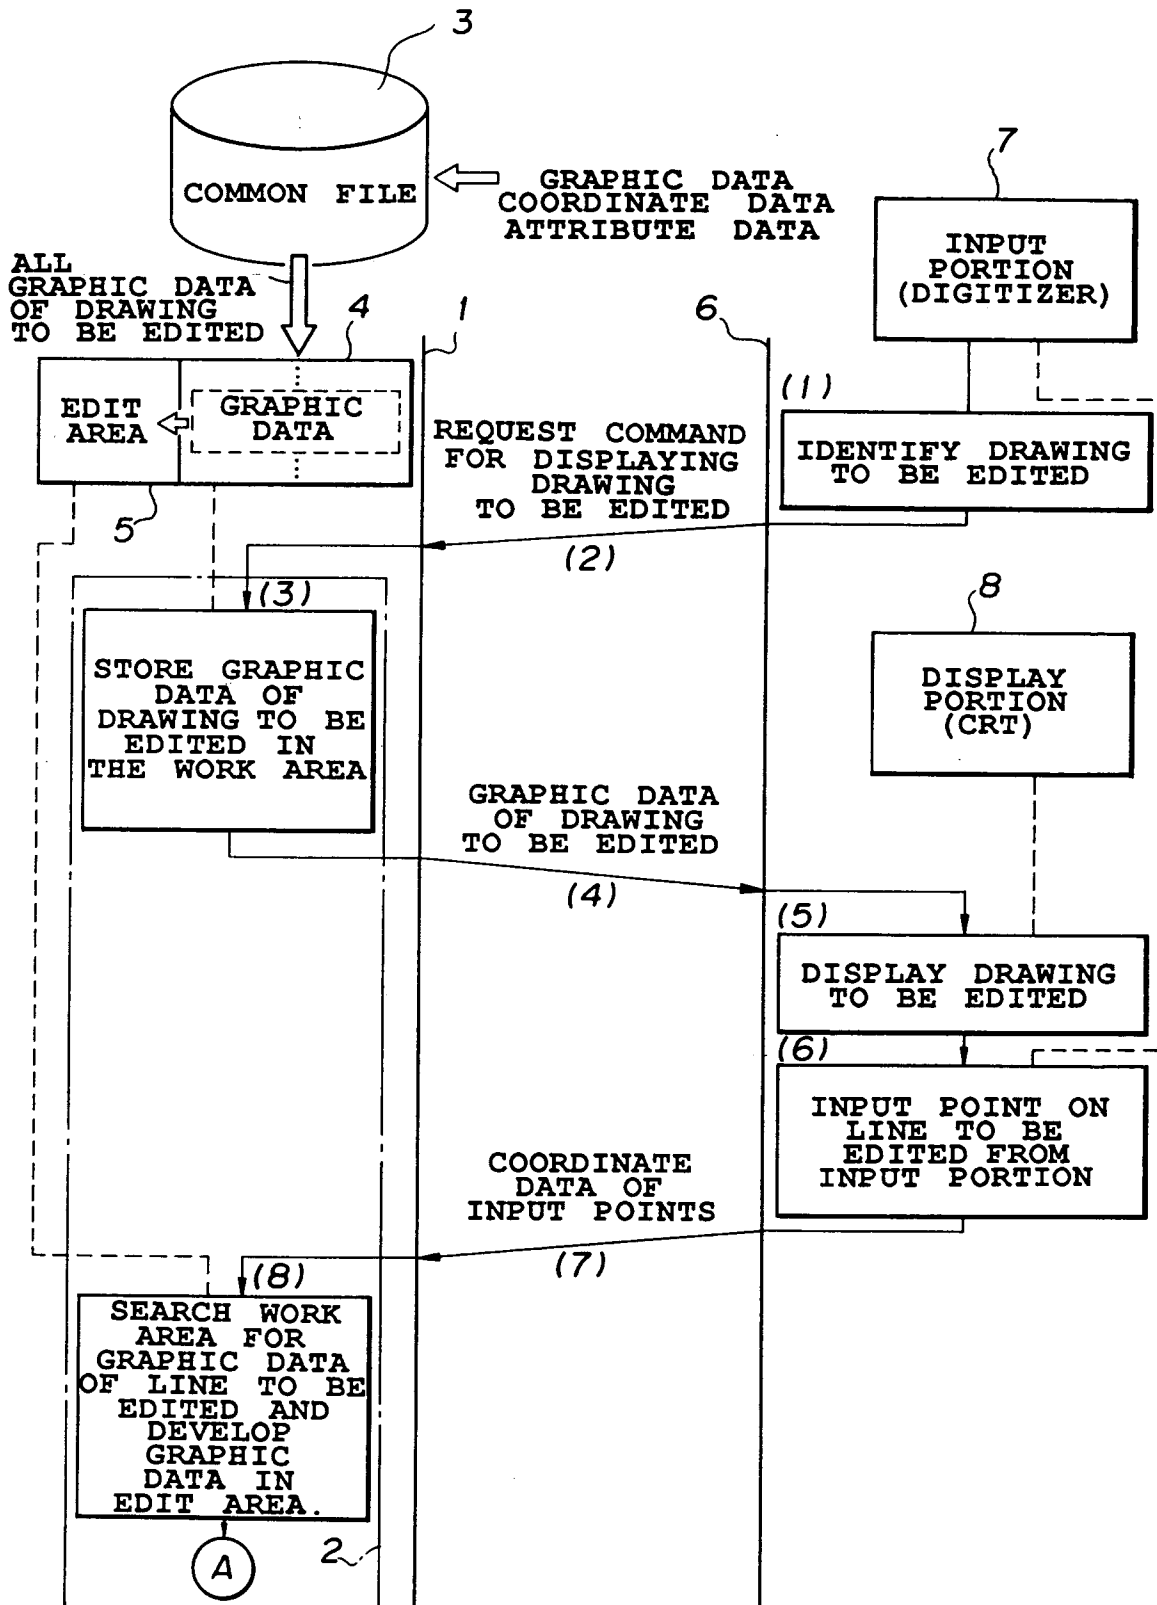 3
COMMON FILE
GRAPHIC DATA
COORDINATE DATA
ATTRIBUTE DATA
7
INPUT
PORTION
(DIGITIZER)
ALL
GRAPHIC DATA
OF DRAWING
TO BE EDITED
4
1
6
EDIT
AREA
GRAPHIC
DATA
5
(1)
IDENTIFY DRAWING
TO BE EDITED
REQUEST COMMAND
FOR DISPLAYING
DRAWING
TO BE EDITED
(2)
(3)
STORE GRAPHIC
DATA OF
DRAWING TO BE
EDITED IN
THE WORK AREA
8
DISPLAY
PORTION
(CRT)
GRAPHIC DATA
OF DRAWING
TO BE EDITED
(4)
(5)
DISPLAY DRAWING
TO BE EDITED
(6)
INPUT POINT ON
LINE TO BE
EDITED FROM
INPUT PORTION
COORDINATE
DATA OF
INPUT POINTS
(7)
(8)
SEARCH WORK
AREA FOR
GRAPHIC DATA
OF LINE TO BE
EDITED AND
DEVELOP
GRAPHIC
DATA IN
EDIT AREA.
2
A